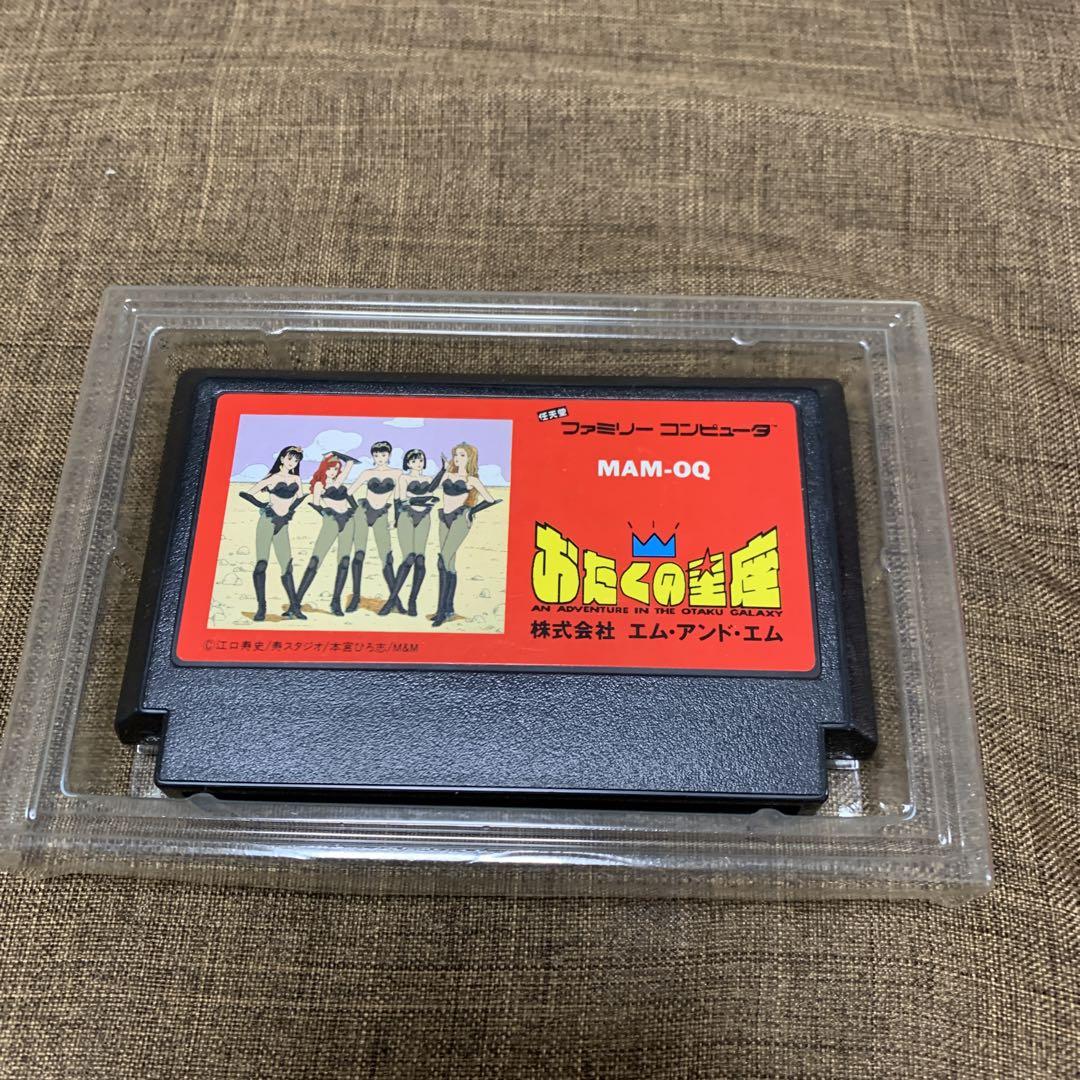 任天堂
ファミリー コンピュータ™
MAM-OQ
おたくの星座
AN ADVENTURE IN THE OTAKU GALAXY
株式会社 エム・アンド・エム
©江口寿史/寿スタジオ/本宮ひろ志/M&M